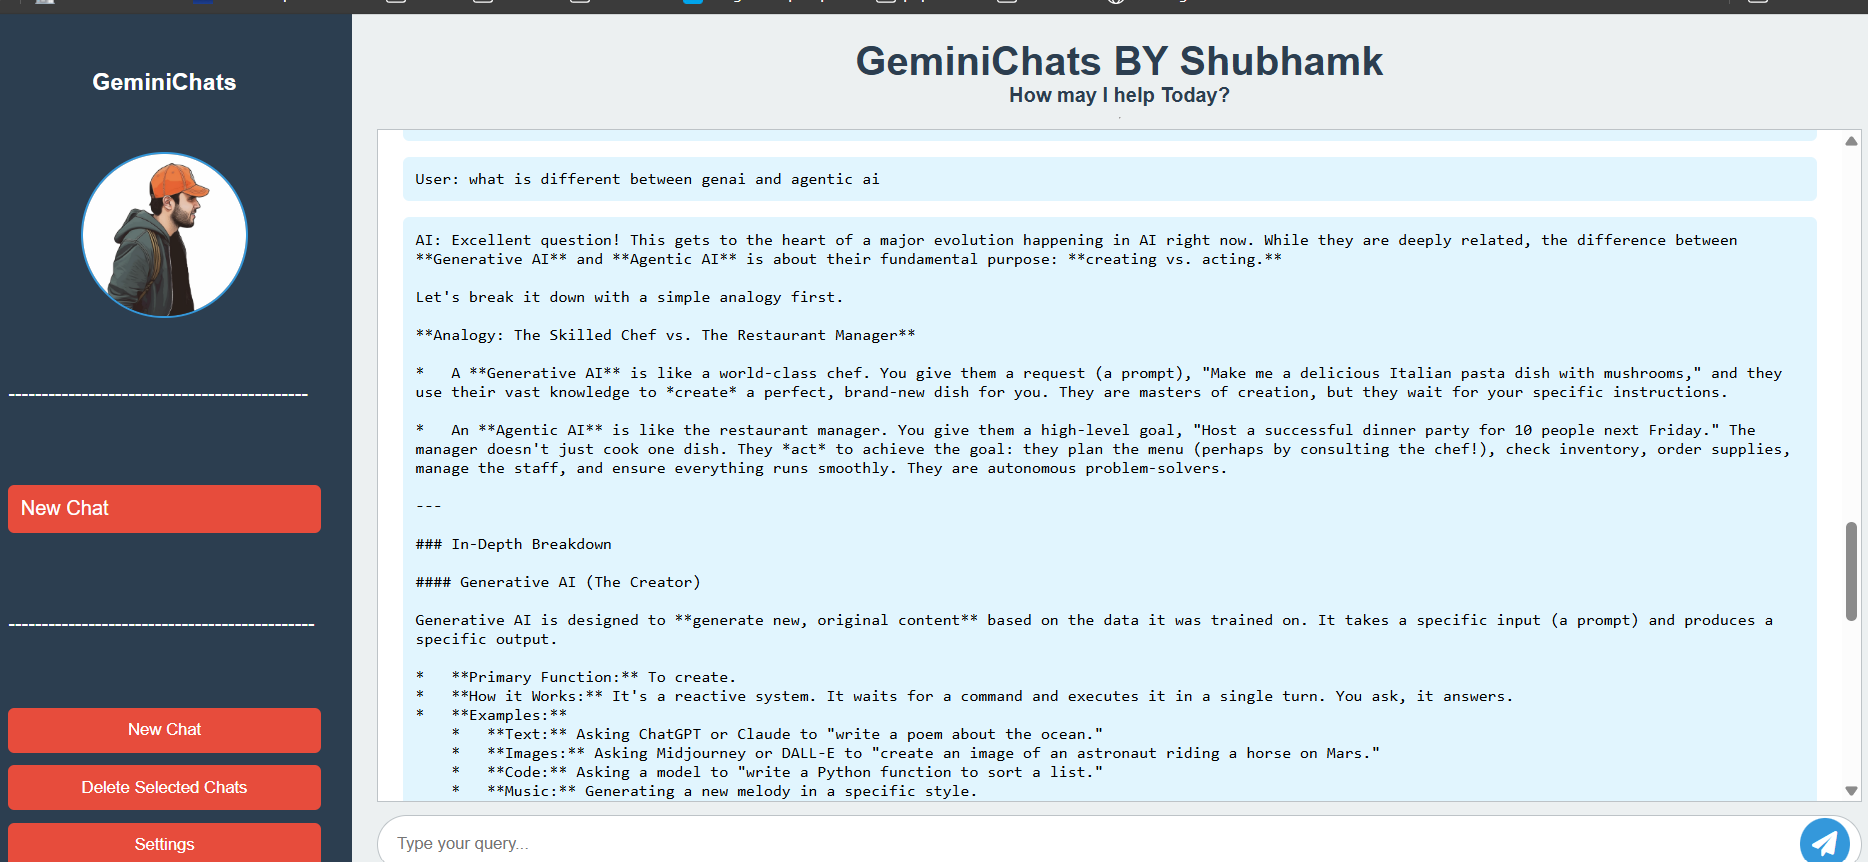 GeminiChats
---------------------------------------------
New Chat
----------------------------------------------
New Chat
Delete Selected Chats
Settings
GeminiChats BY Shubhamk
How may I help Today?
User: what is different between genai and agentic ai
AI: Excellent question! This gets to the heart of a major evolution happening in AI right now. While they are deeply related, the difference between
**Generative AI** and **Agentic AI** is about their fundamental purpose: **creating vs. acting.**
Let's break it down with a simple analogy first.
**Analogy: The Skilled Chef vs. The Restaurant Manager**
*   A **Generative AI** is like a world-class chef. You give them a request (a prompt), "Make me a delicious Italian pasta dish with mushrooms," and they
use their vast knowledge to *create* a perfect, brand-new dish for you. They are masters of creation, but they wait for your specific instructions.
*   An **Agentic AI** is like the restaurant manager. You give them a high-level goal, "Host a successful dinner party for 10 people next Friday." The
manager doesn't just cook one dish. They *act* to achieve the goal: they plan the menu (perhaps by consulting the chef!), check inventory, order supplies,
manage the staff, and ensure everything runs smoothly. They are autonomous problem-solvers.
---
### In-Depth Breakdown
#### Generative AI (The Creator)
Generative AI is designed to **generate new, original content** based on the data it was trained on. It takes a specific input (a prompt) and produces a
specific output.
*   **Primary Function:** To create.
*   **How it Works:** It's a reactive system. It waits for a command and executes it in a single turn. You ask, it answers.
*   **Examples:**
    *   **Text:** Asking ChatGPT or Claude to "write a poem about the ocean."
    *   **Images:** Asking Midjourney or DALL-E to "create an image of an astronaut riding a horse on Mars."
    *   **Code:** Asking a model to "write a Python function to sort a list."
    *   **Music:** Generating a new melody in a specific style.
Type your query...